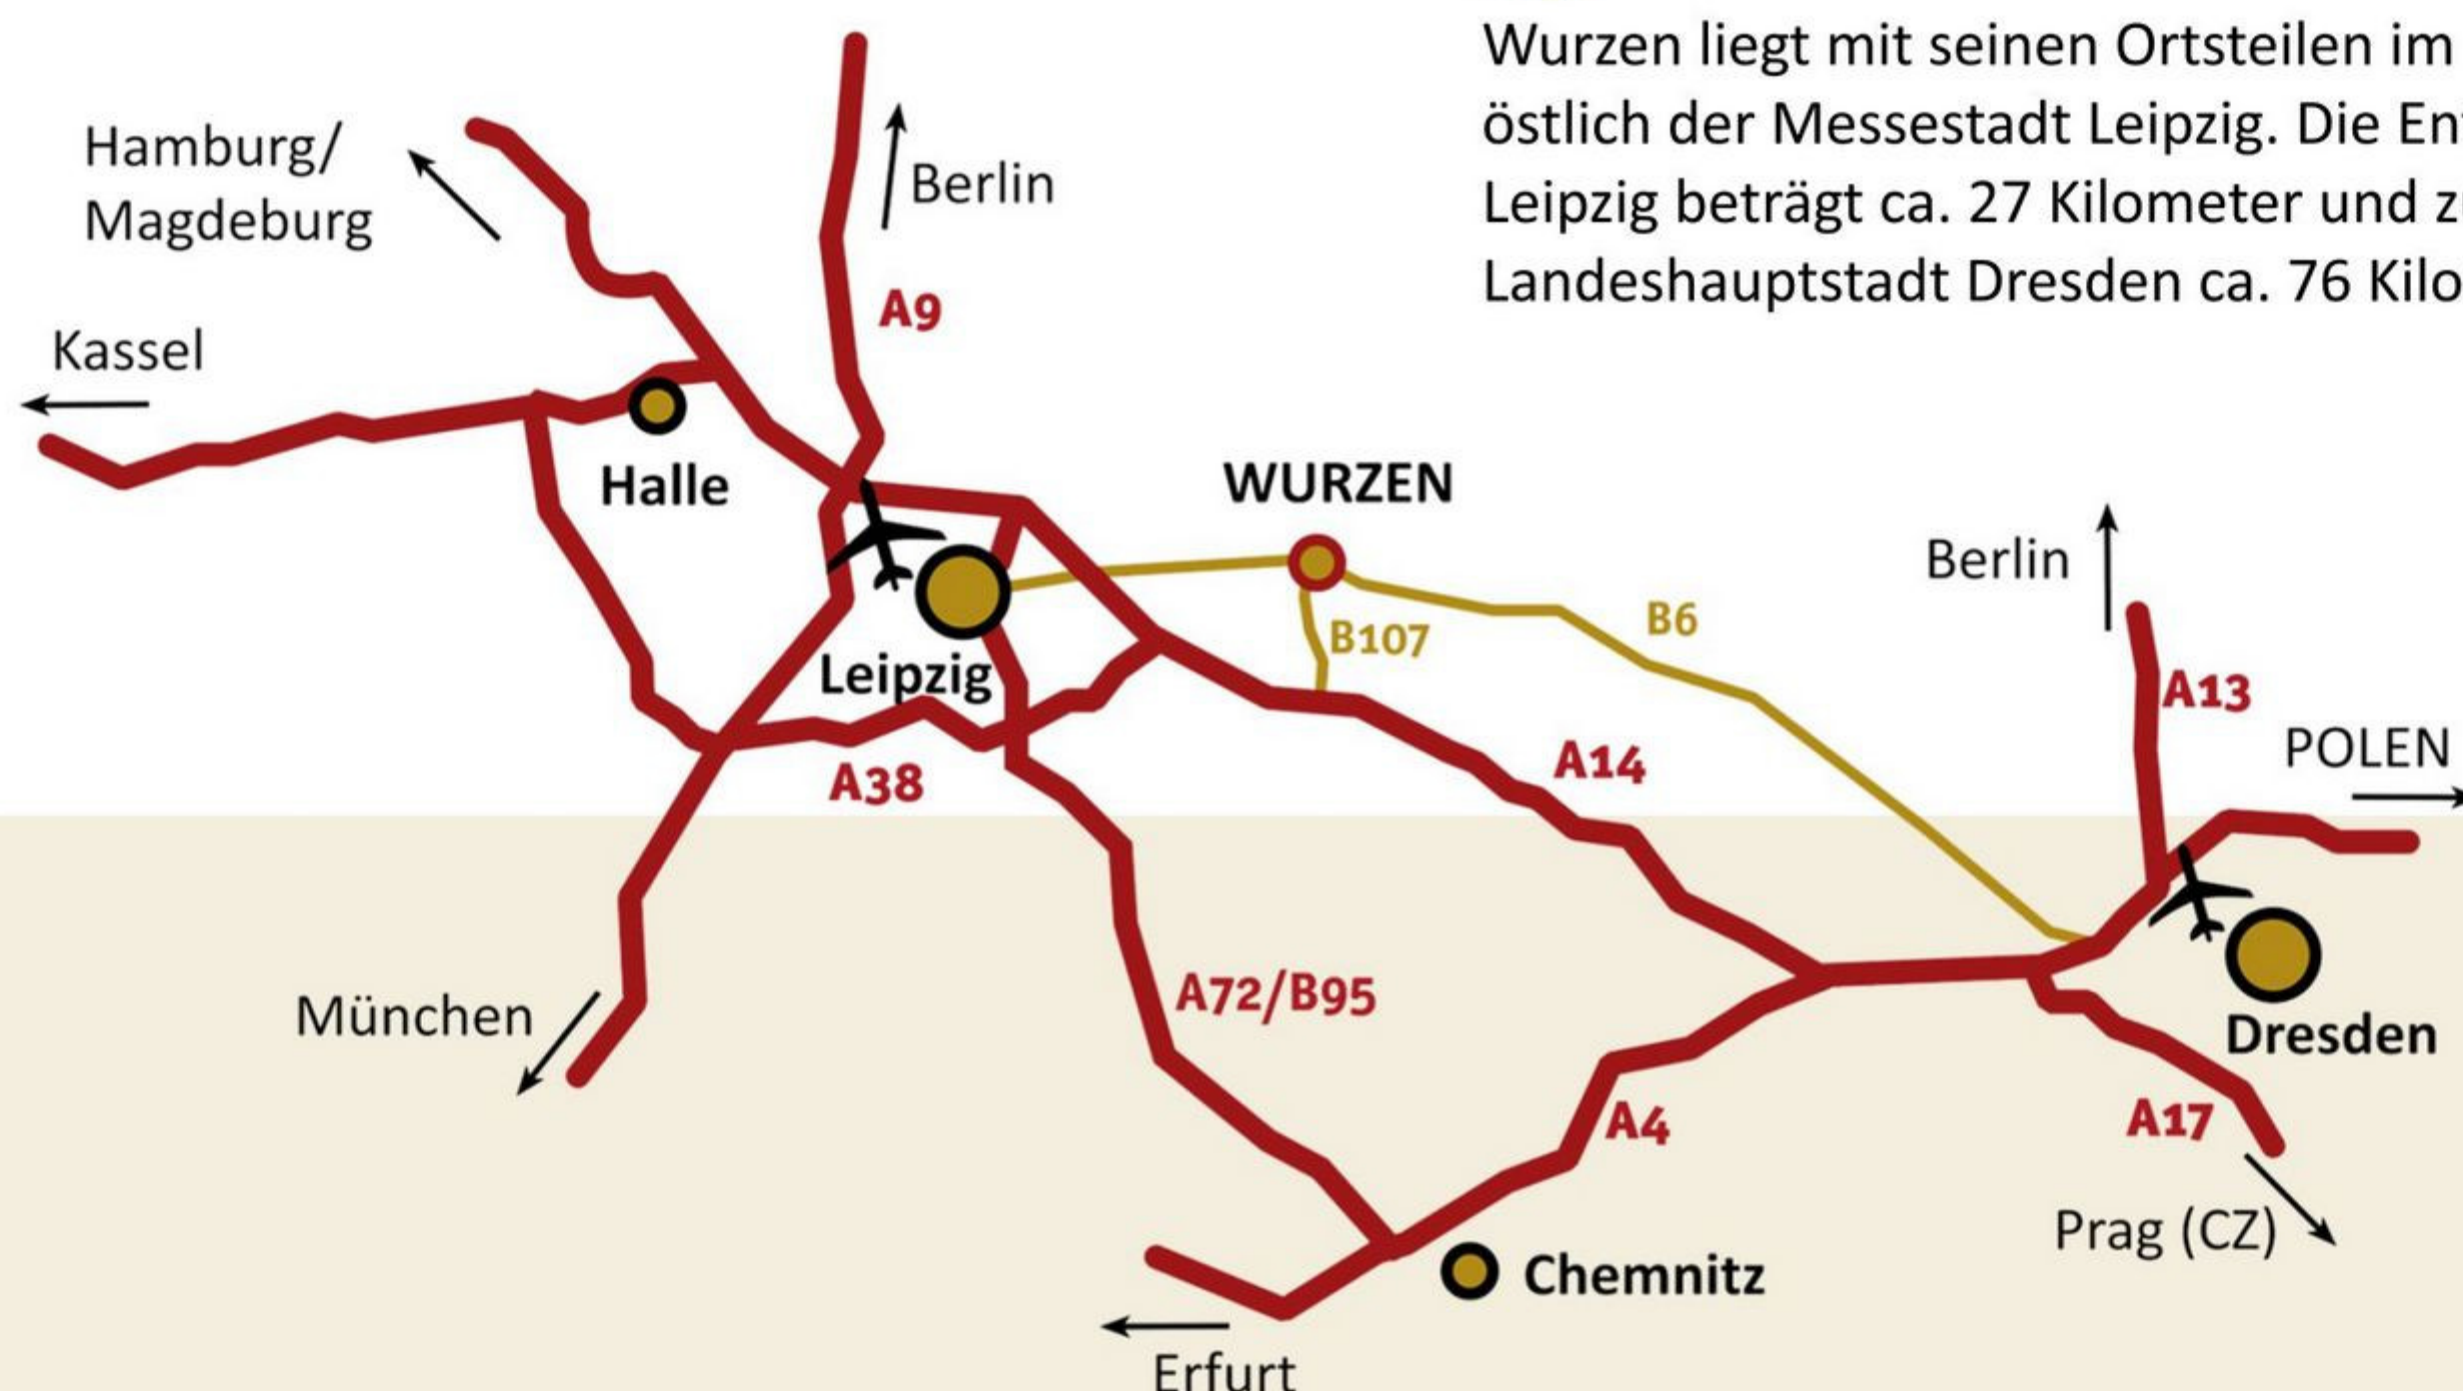 Wurzen liegt mit seinen Ortsteilen im
östlich der Messestadt Leipzig. Die
Leipzig beträgt ca. 27 Kilometer und
Landeshauptstadt Dresden ca. 76
Hamburg/
Magdeburg
Berlin
A9
Kassel
Halle
WURZEN
Berlin
B6
B107
Leipzig
A13
POLEN
A14
A38
A72/B95
München
Dresden
A4
A17
Prag (CZ)
Chemnitz
Erfurt